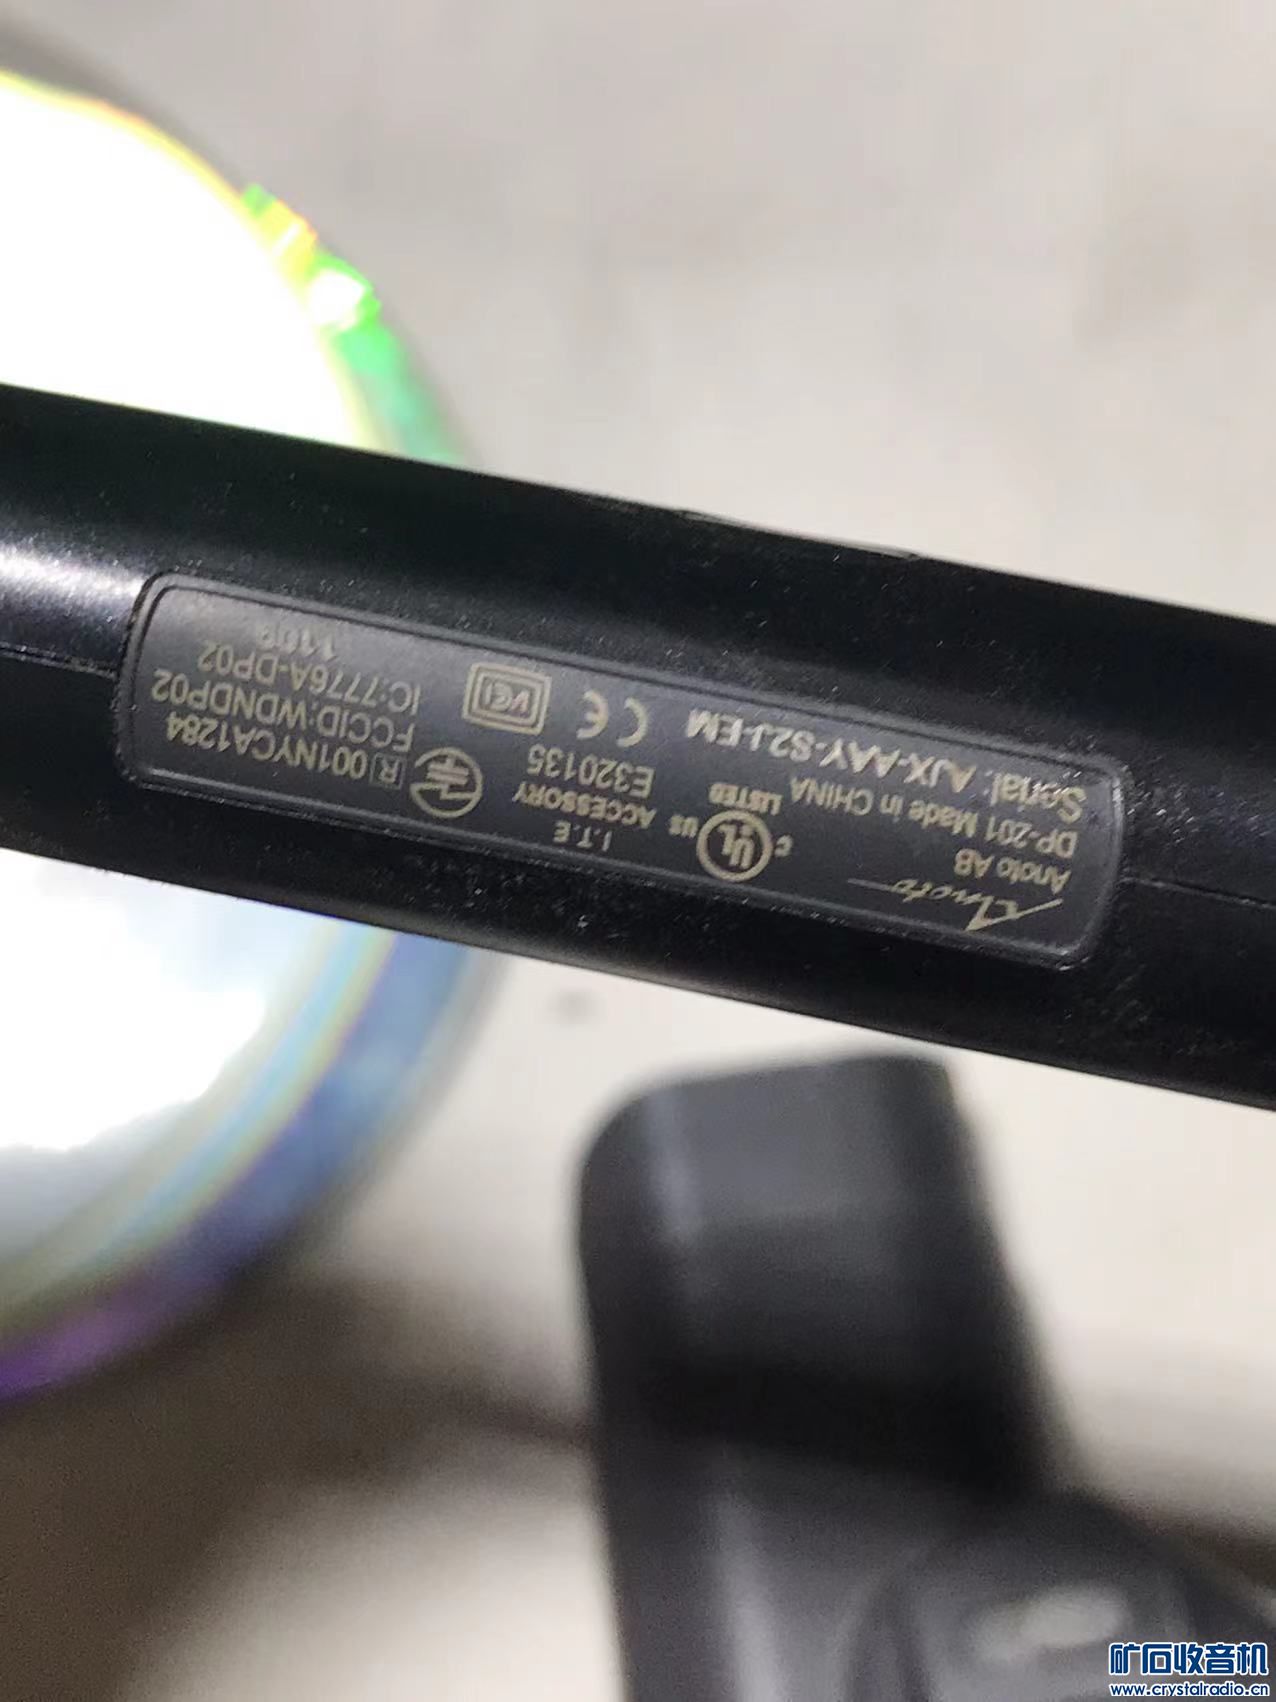 Anoto
Anoto AB
DP-201 Made in CHINA
Serial: AJX-AAY-S2J-EM
C UL US
LISTED
I.T.E
ACCESSORY
E320135
CE
VCI
R 001NYCA1284
FCCID:WDNDP02
IC:7776A-DP02
矿石收音机
www.crystalradio.cn